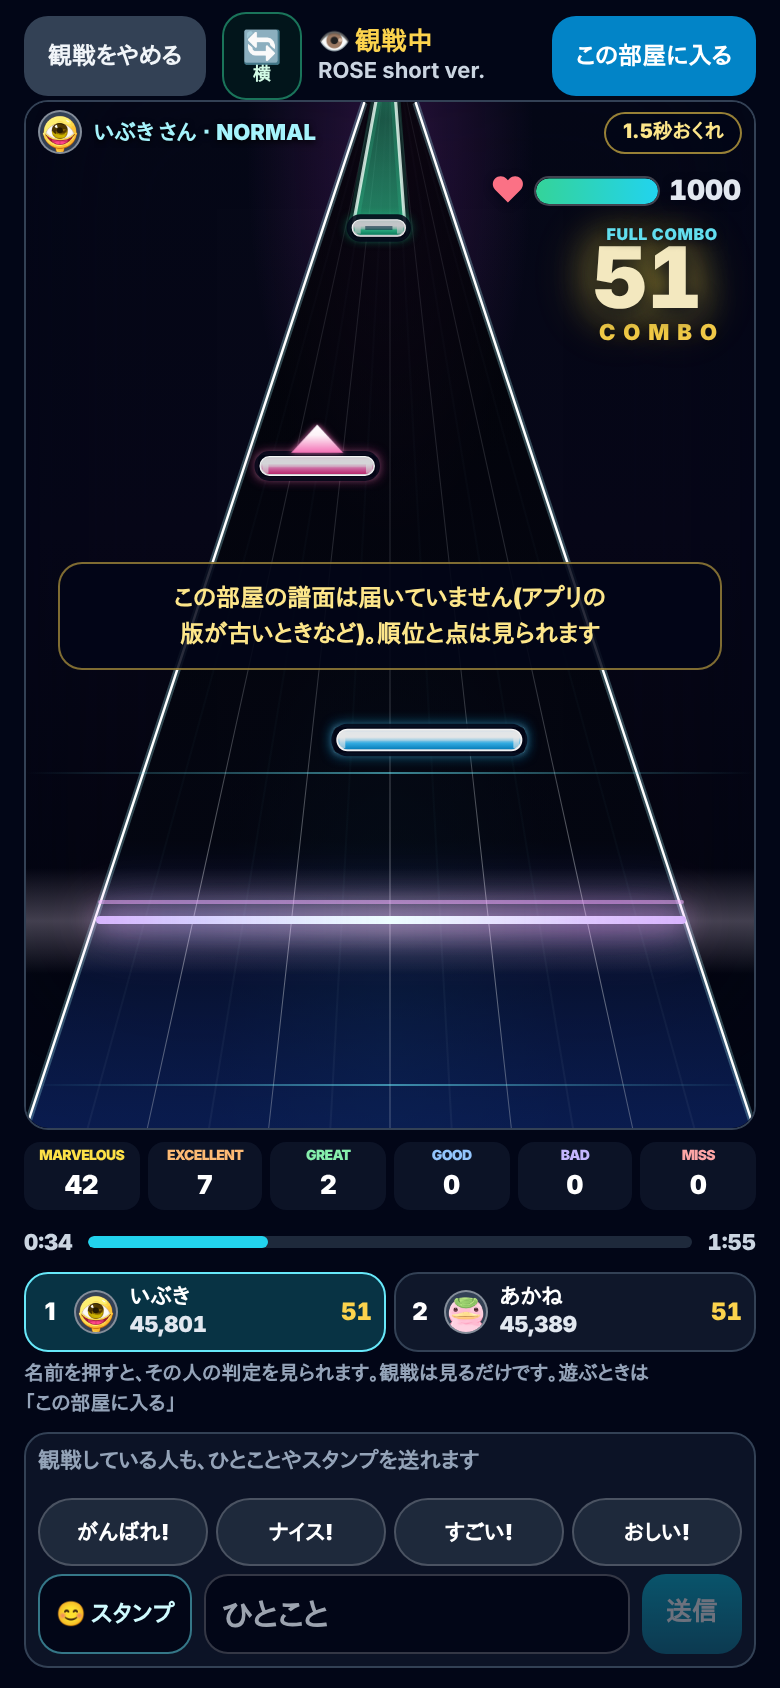 観戦をやめる
横
観戦中
ROSE short ver.
この部屋に入る
いぶきさん・NORMAL
1.5秒おくれ
1000
FULL COMBO
51
COMBO
この部屋の譜面は届いていません(アプリの
版が古いときなど)。順位と点は見られます
MARVELOUS
42
EXCELLENT
7
GREAT
2
GOOD
0
BAD
0
MISS
0
0:34
1:55
1
いぶき
45,801
51
2
あかね
45,389
51
名前を押すと、その人の判定を見られます。観戦は見るだけです。遊ぶときは
「この部屋に入る」
観戦している人も、ひとことやスタンプを送れます
がんばれ!
ナイス!
すごい!
おしい!
スタンプ
ひとこと
送信